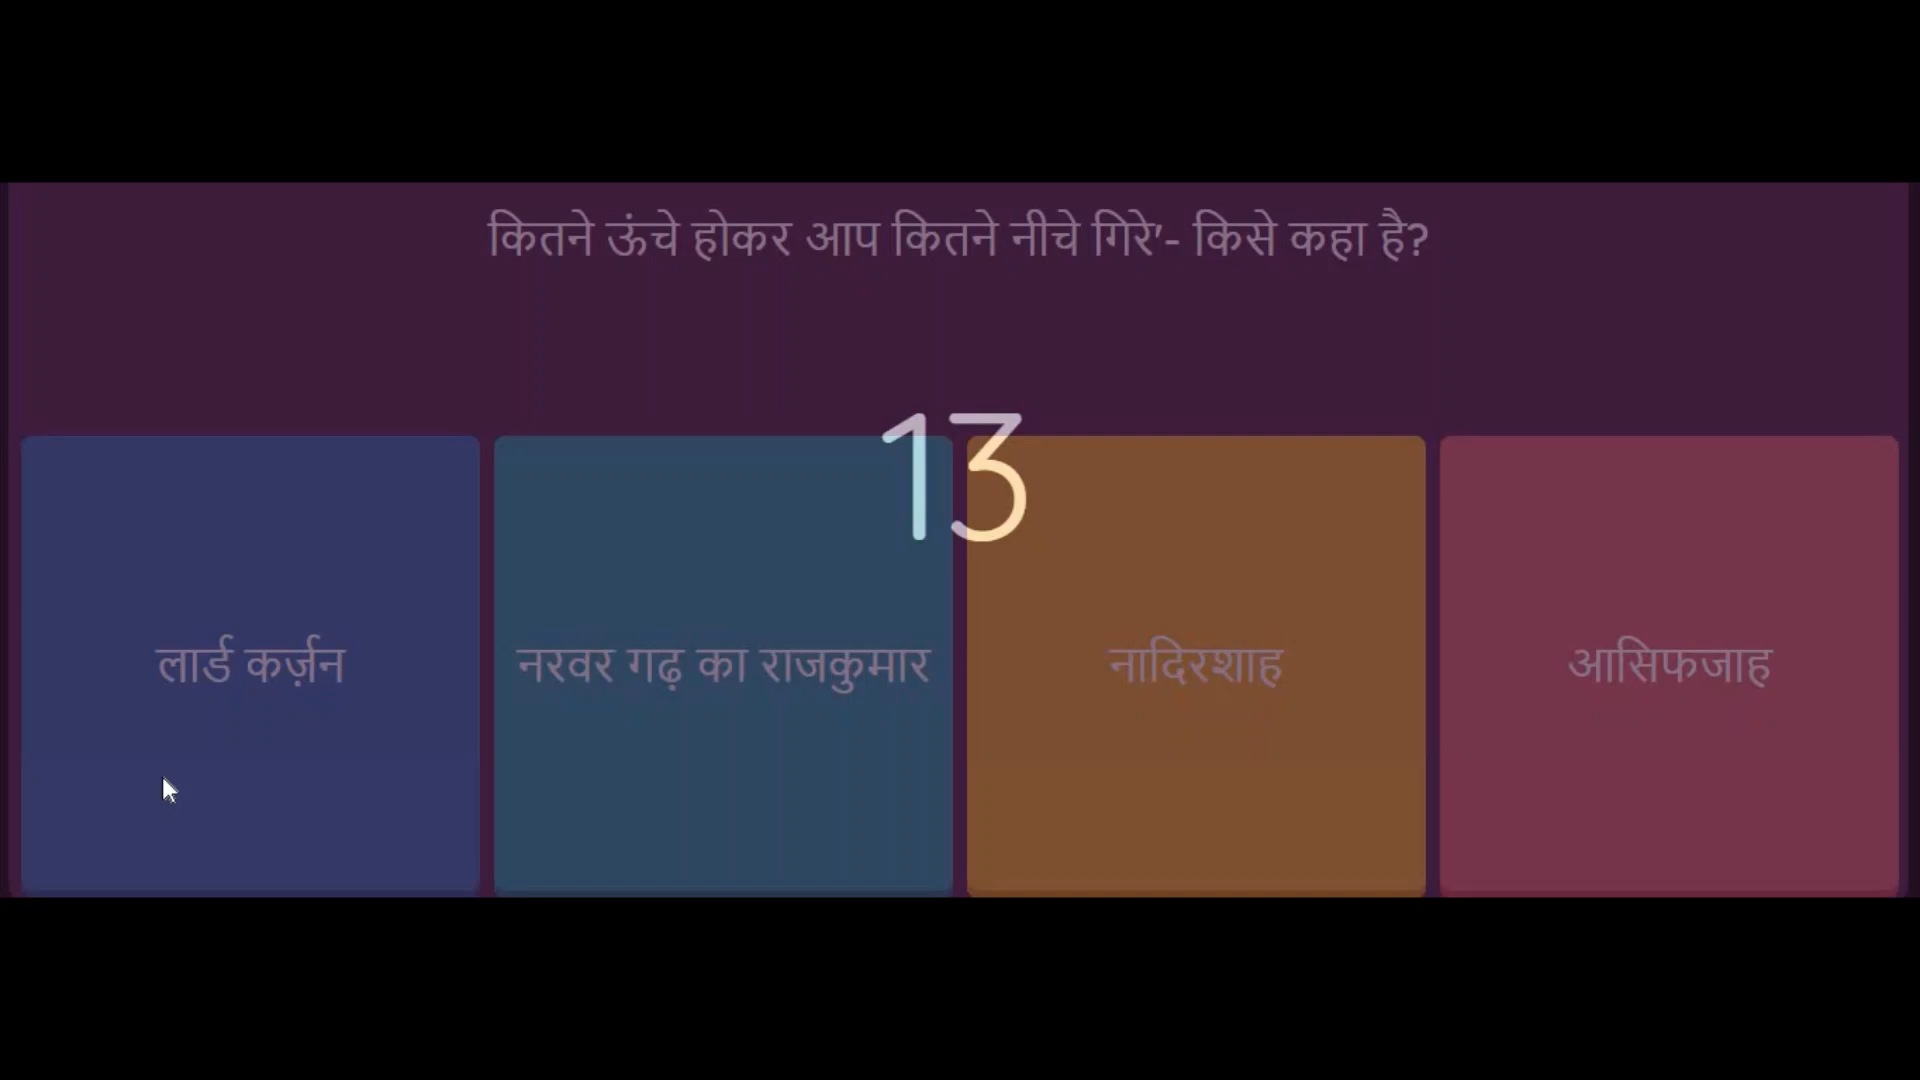 कितने ऊंचे होकर आप कितने नीचे गिरे’- किसे कहा है?
13
लार्ड कर्ज़न
नरवर गढ़ का राजकुमार
नादिरशाह
आसिफजाह